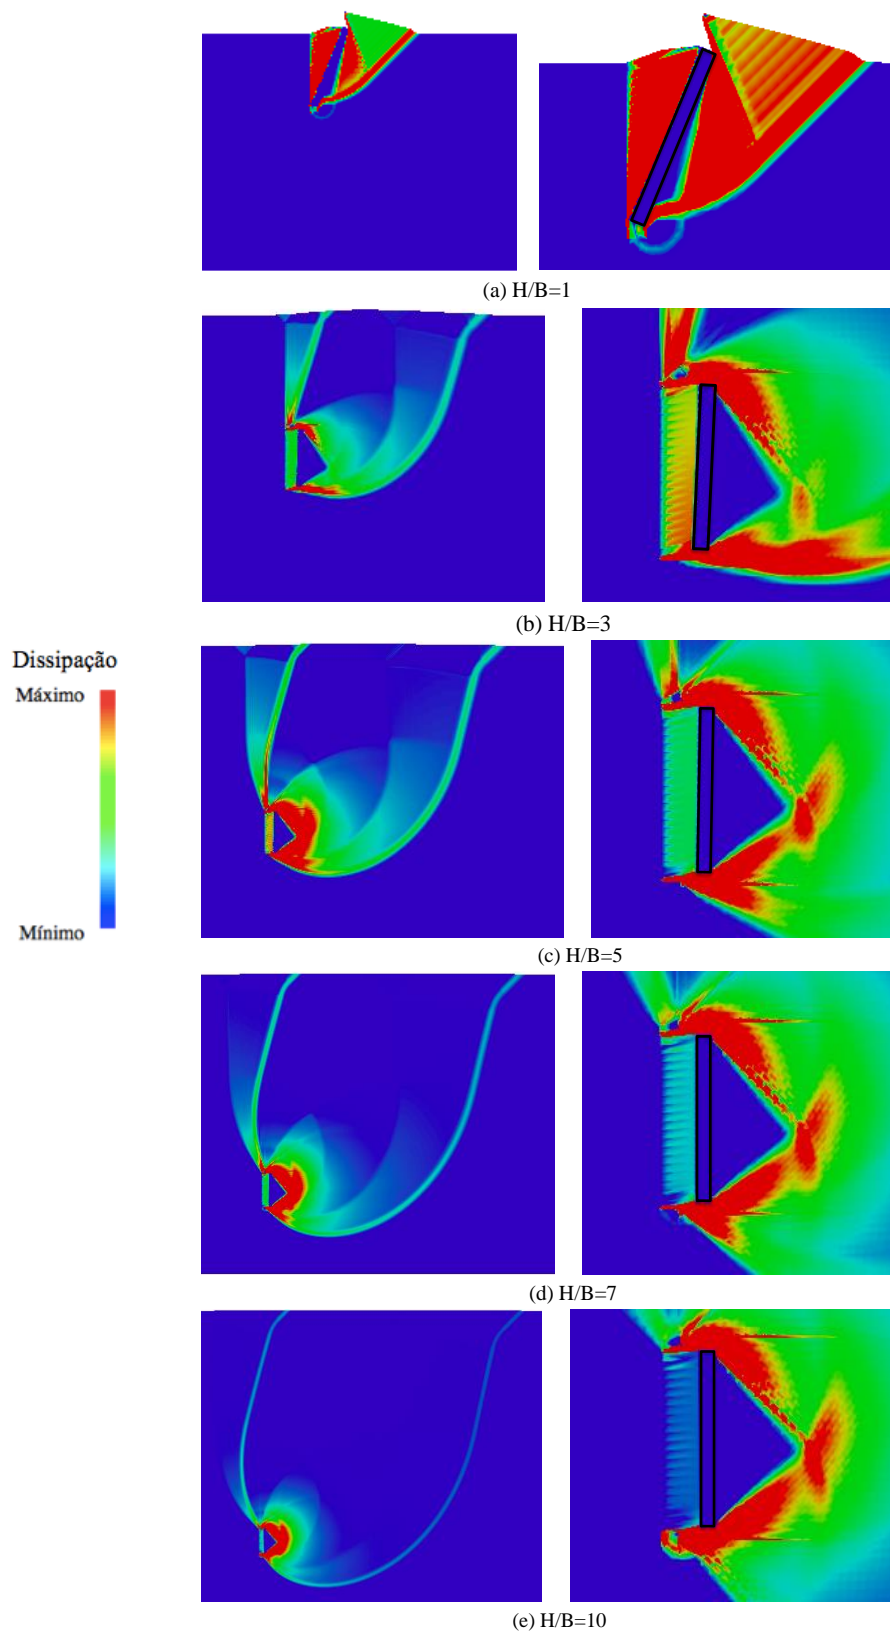 (a) H/B=1
(b) H/B=3
Dissipação
Máximo
Mínimo
(c) H/B=5
(d) H/B=7
(e) H/B=10